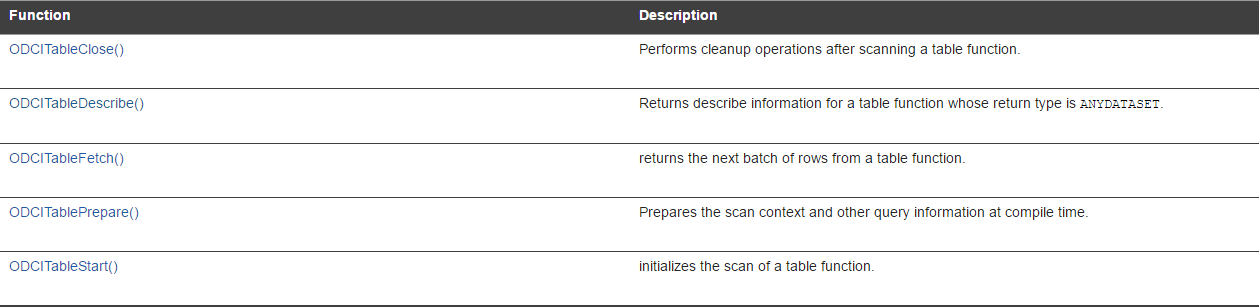 Function Description
ODCITableClose() Performs cleanup operations after scanning a table function.
ODCITableDescribe() Returns describe information for a table function whose return type is ANYDATASET.
ODCITableFetch() returns the next batch of rows from a table function.
ODCITablePrepare() Prepares the scan context and other query information at compile time.
ODCITableStart() initializes the scan of a table function.